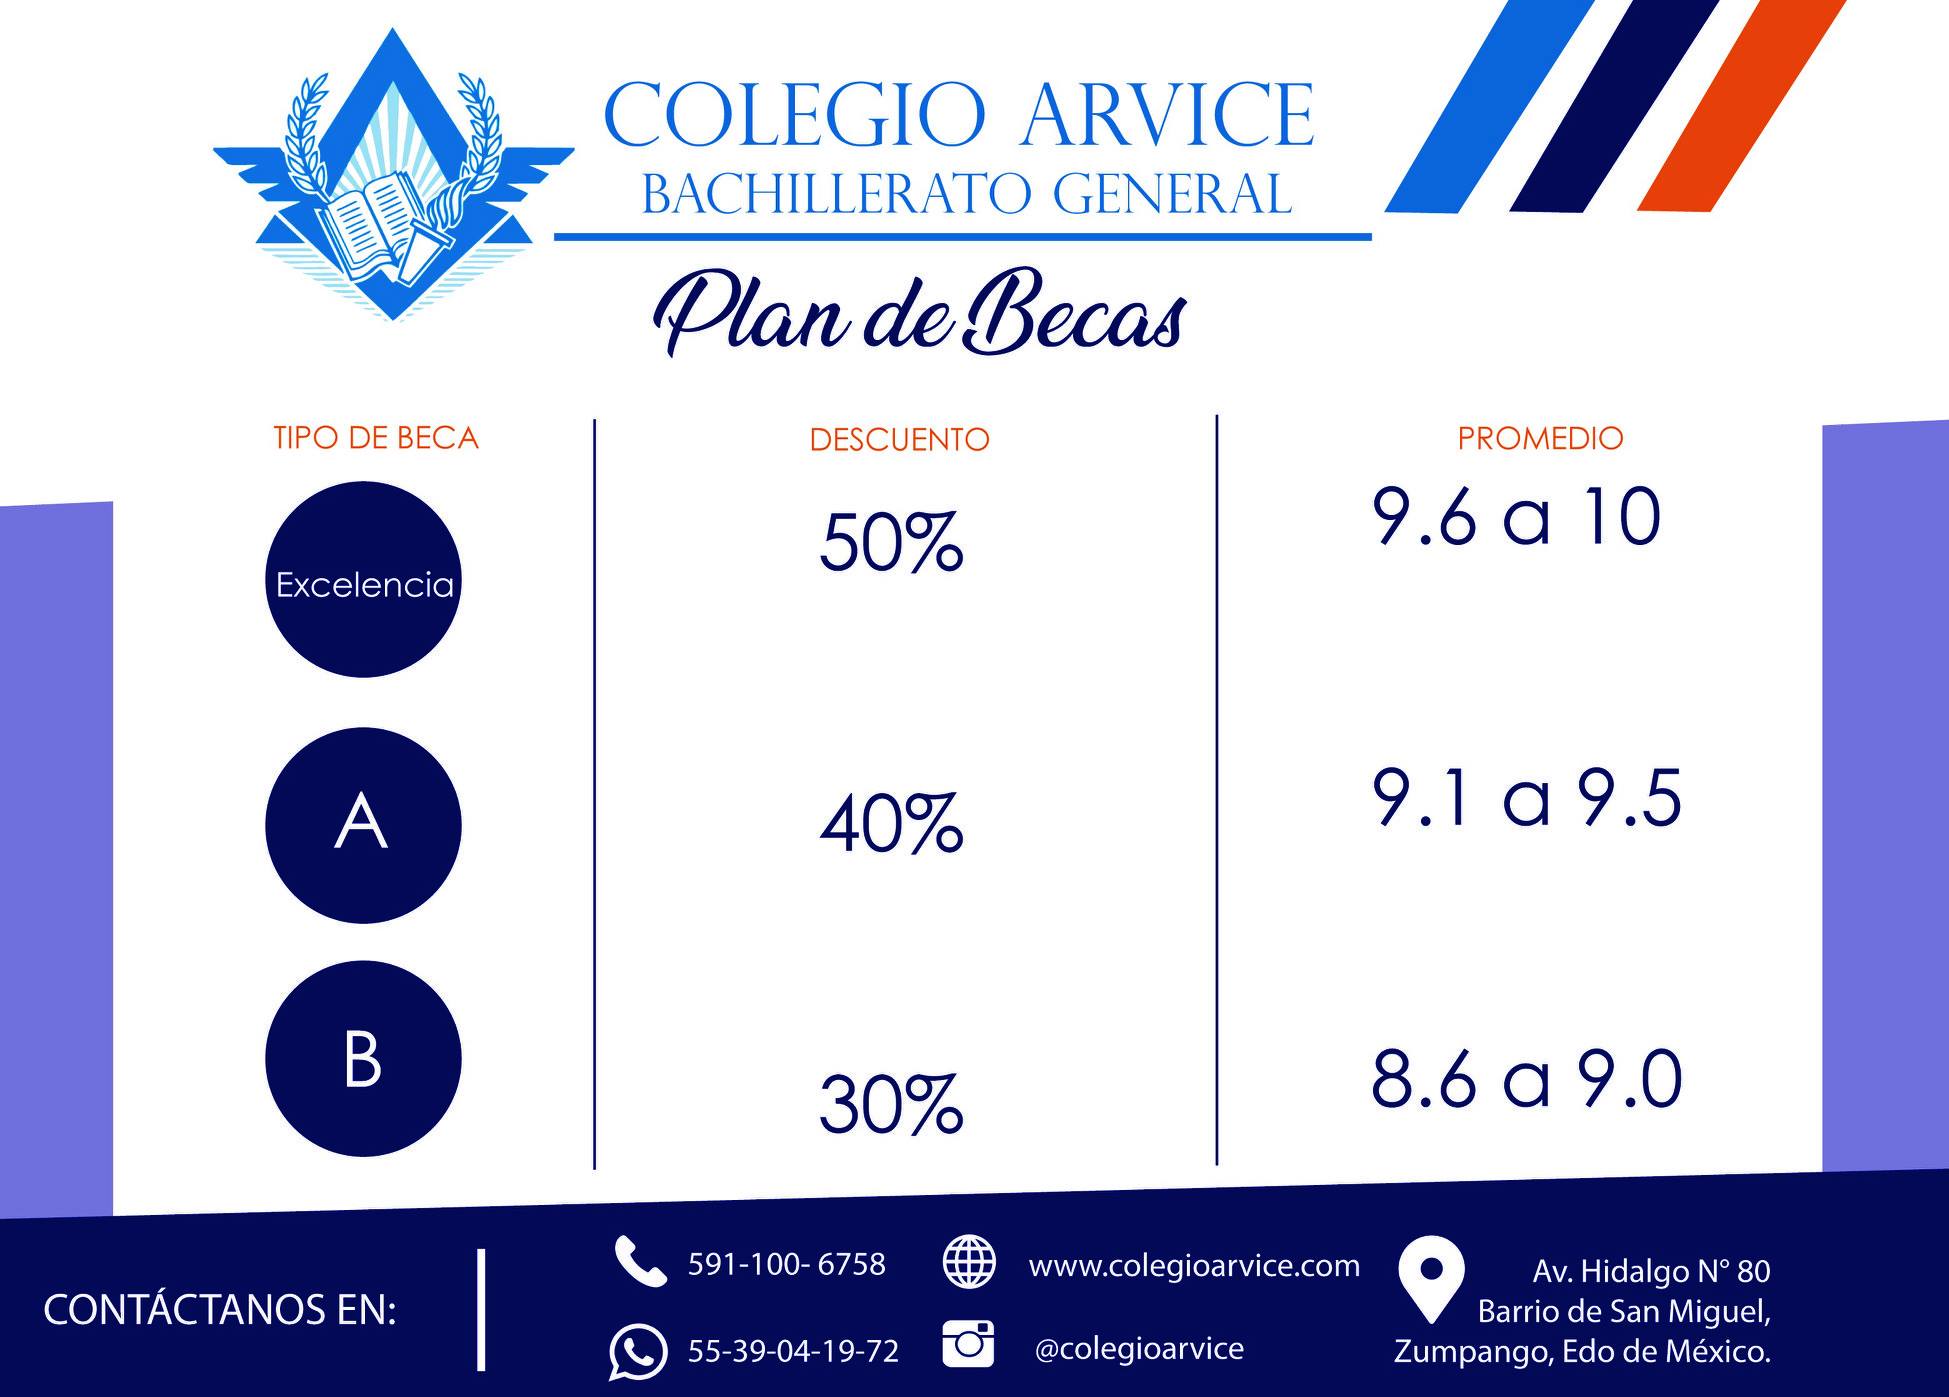 COLEGIO ARVICE
BACHILLERATO GENERAL
Plan de Becas
TIPO DE BECA DESCUENTO PROMEDIO
Excelencia 50% 9.6 a 10
A 40% 9.1 a 9.5
B 30% 8.6 a 9.0
CONTÁCTANOS EN:
591-100- 6758
55-39-04-19-72
www.colegioarvice.com
@colegioarvice
Av. Hidalgo N° 80
Barrio de San Miguel,
Zumpango, Edo de México.